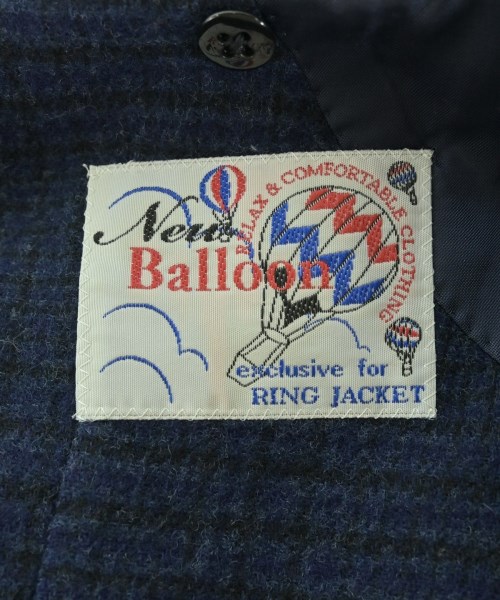 New
Balloon
RELAX & COMFORTABLE CLOTHING
exclusive for
RING JACKET